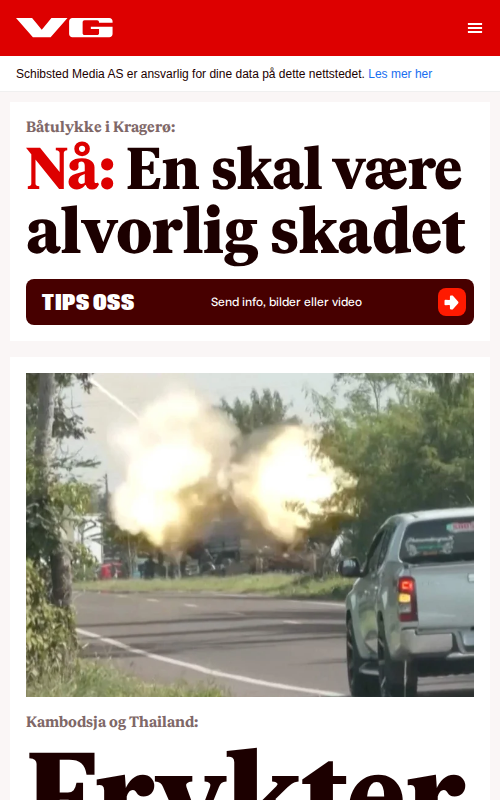 VG
Schibsted Media AS er ansvarlig for dine data på dette nettstedet. Les mer her
Båtulykke i Kragerø:
Nå: En skal være
alvorlig skadet
TIPS OSS
Send info, bilder eller video
Kambodsja og Thailand:
Frykter